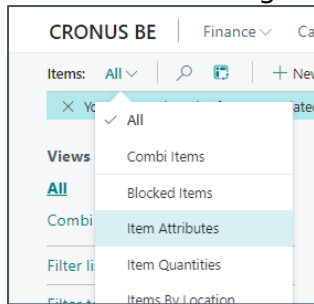 CRONUS BE | Finance
Items: All + New
All
Views
Combi Items
All
Blocked Items
Combi
Item Attributes
Filter
Item Quantities
Items By Location